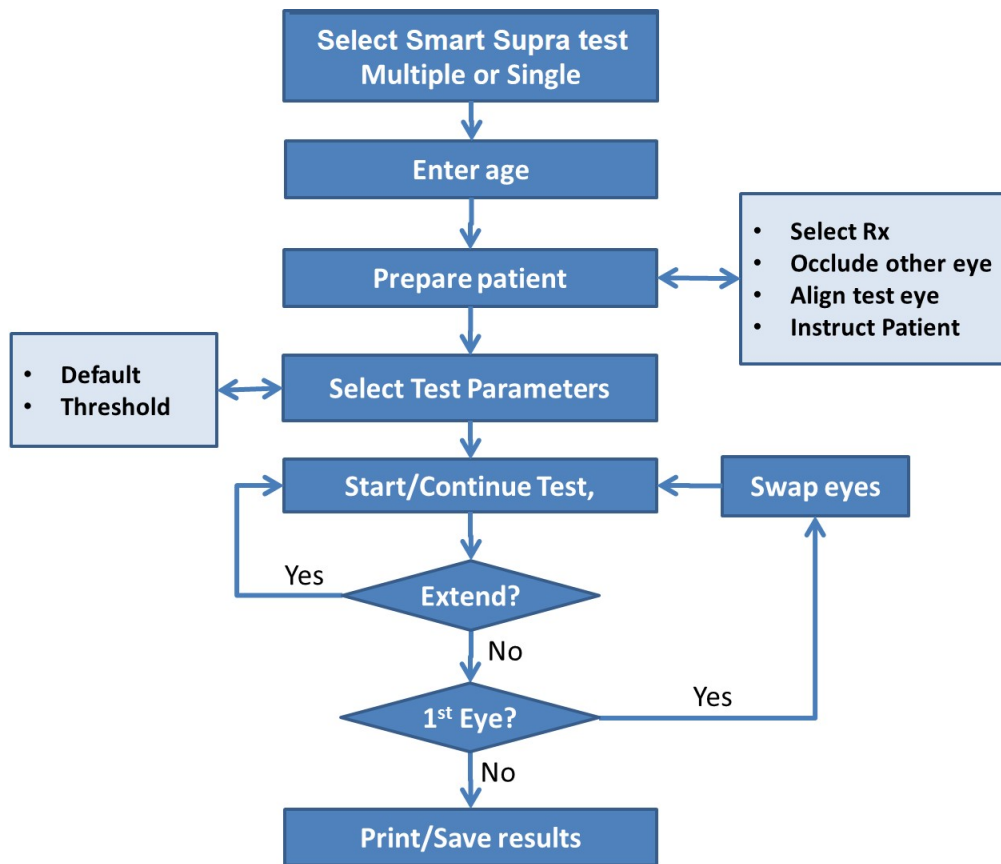 Select Smart Supra test
Multiple or Single
Enter age
Prepare patient
• Select Rx
• Occlude other eye
• Align test eye
• Instruct Patient
• Default
• Threshold
Select Test Parameters
Start/Continue Test,
Swap eyes
Yes
Extend?
No
1st Eye?
Yes
No
Print/Save results